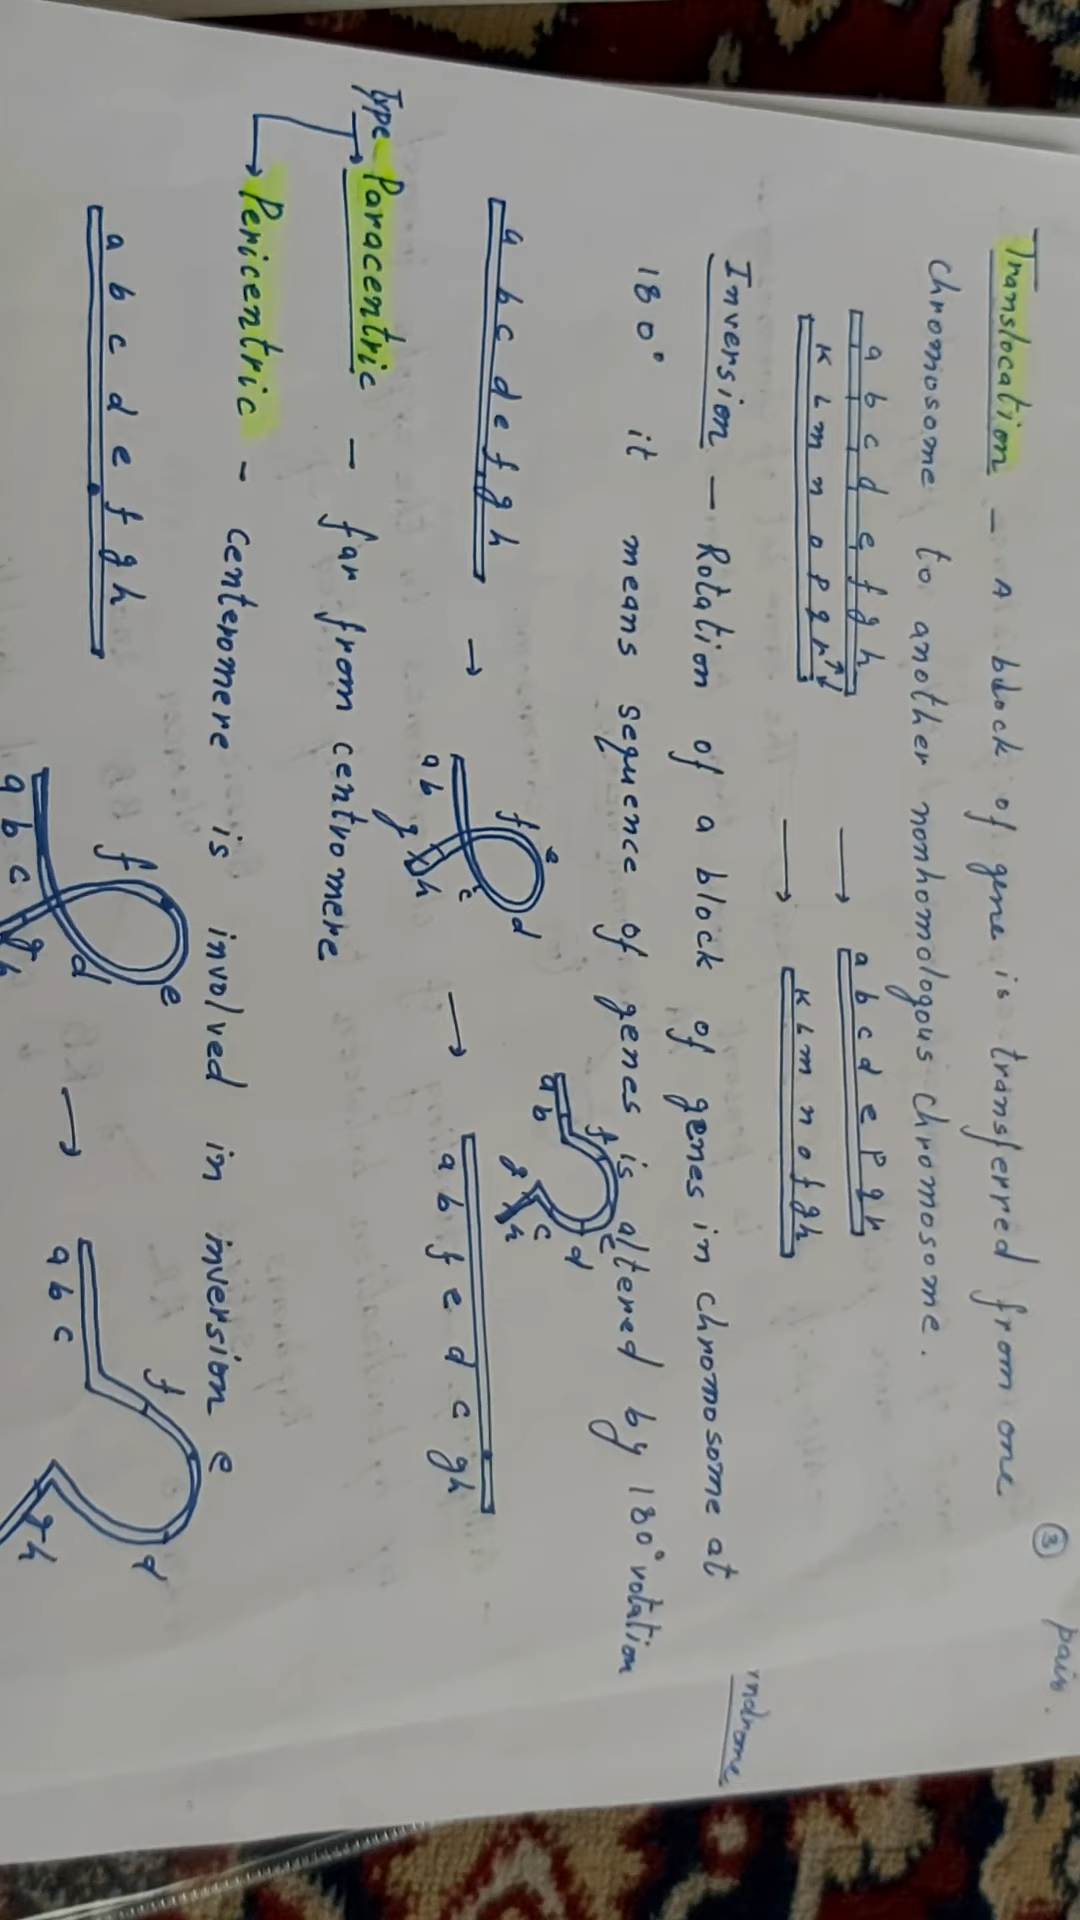 pair.
③
Translocation - A block of gene is transferred from one
chromosome to another nonhomologous chromosome.
a b c d e f g h → a b c d e p q r
K L m n o p q r → K L m n o f g h
Inversion - Rotation of a block of genes in chromosome at
180° it means sequence of genes is altered by 180° rotation
ndrome
a b c d e f g h → a b g h c d e f → a b f e d c g h → a b f e d c g h
Type Paracentric - far from centromere
Pericentric - centeromere is involved in inversion e
a b c d e f g h
a b c f e d g h →
a b c f d g h